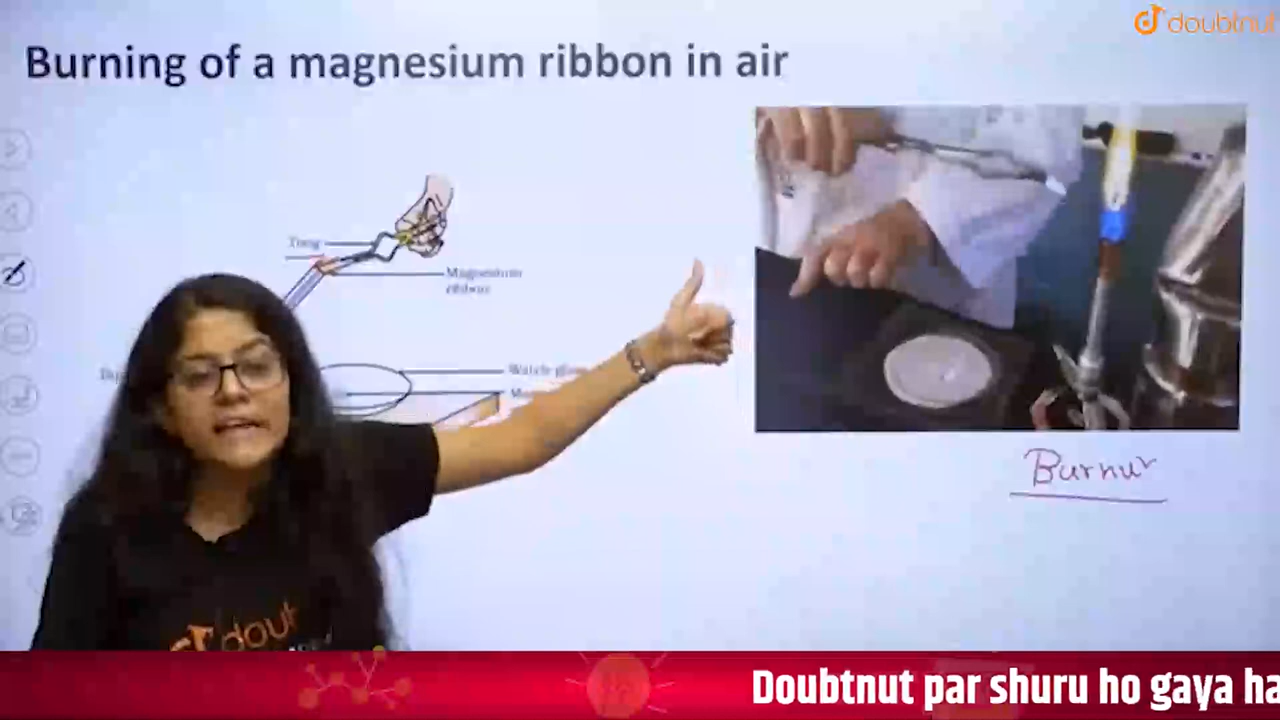 doubtnut
Burning of a magnesium ribbon in air
Tong
Magnesium
ribbon
Watch glass
Burnur
dout
Doubtnut par shuru ho gaya ha